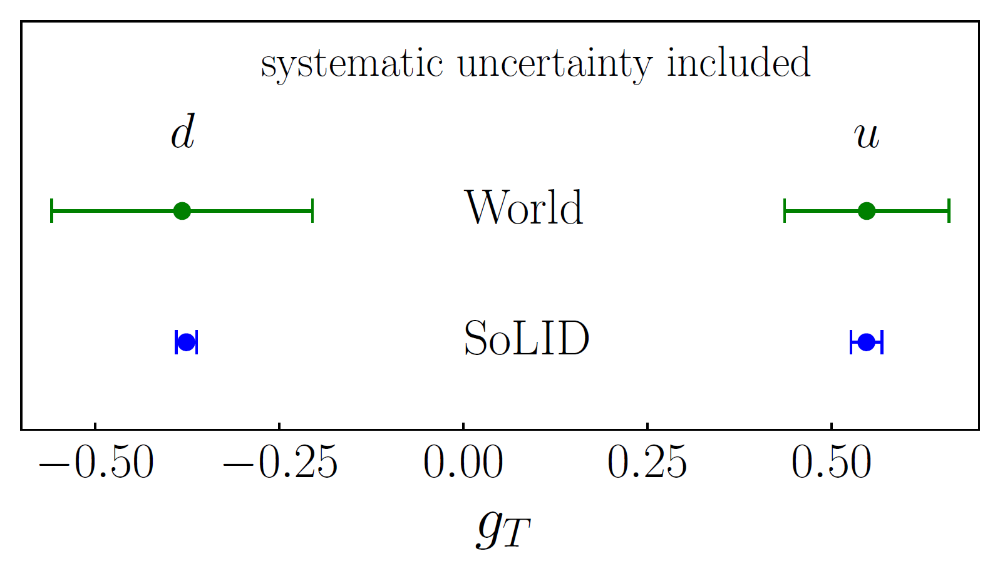 systematic uncertainty included
d u
World
SoLID
−0.50 −0.25 0.00 0.25 0.50
g_T